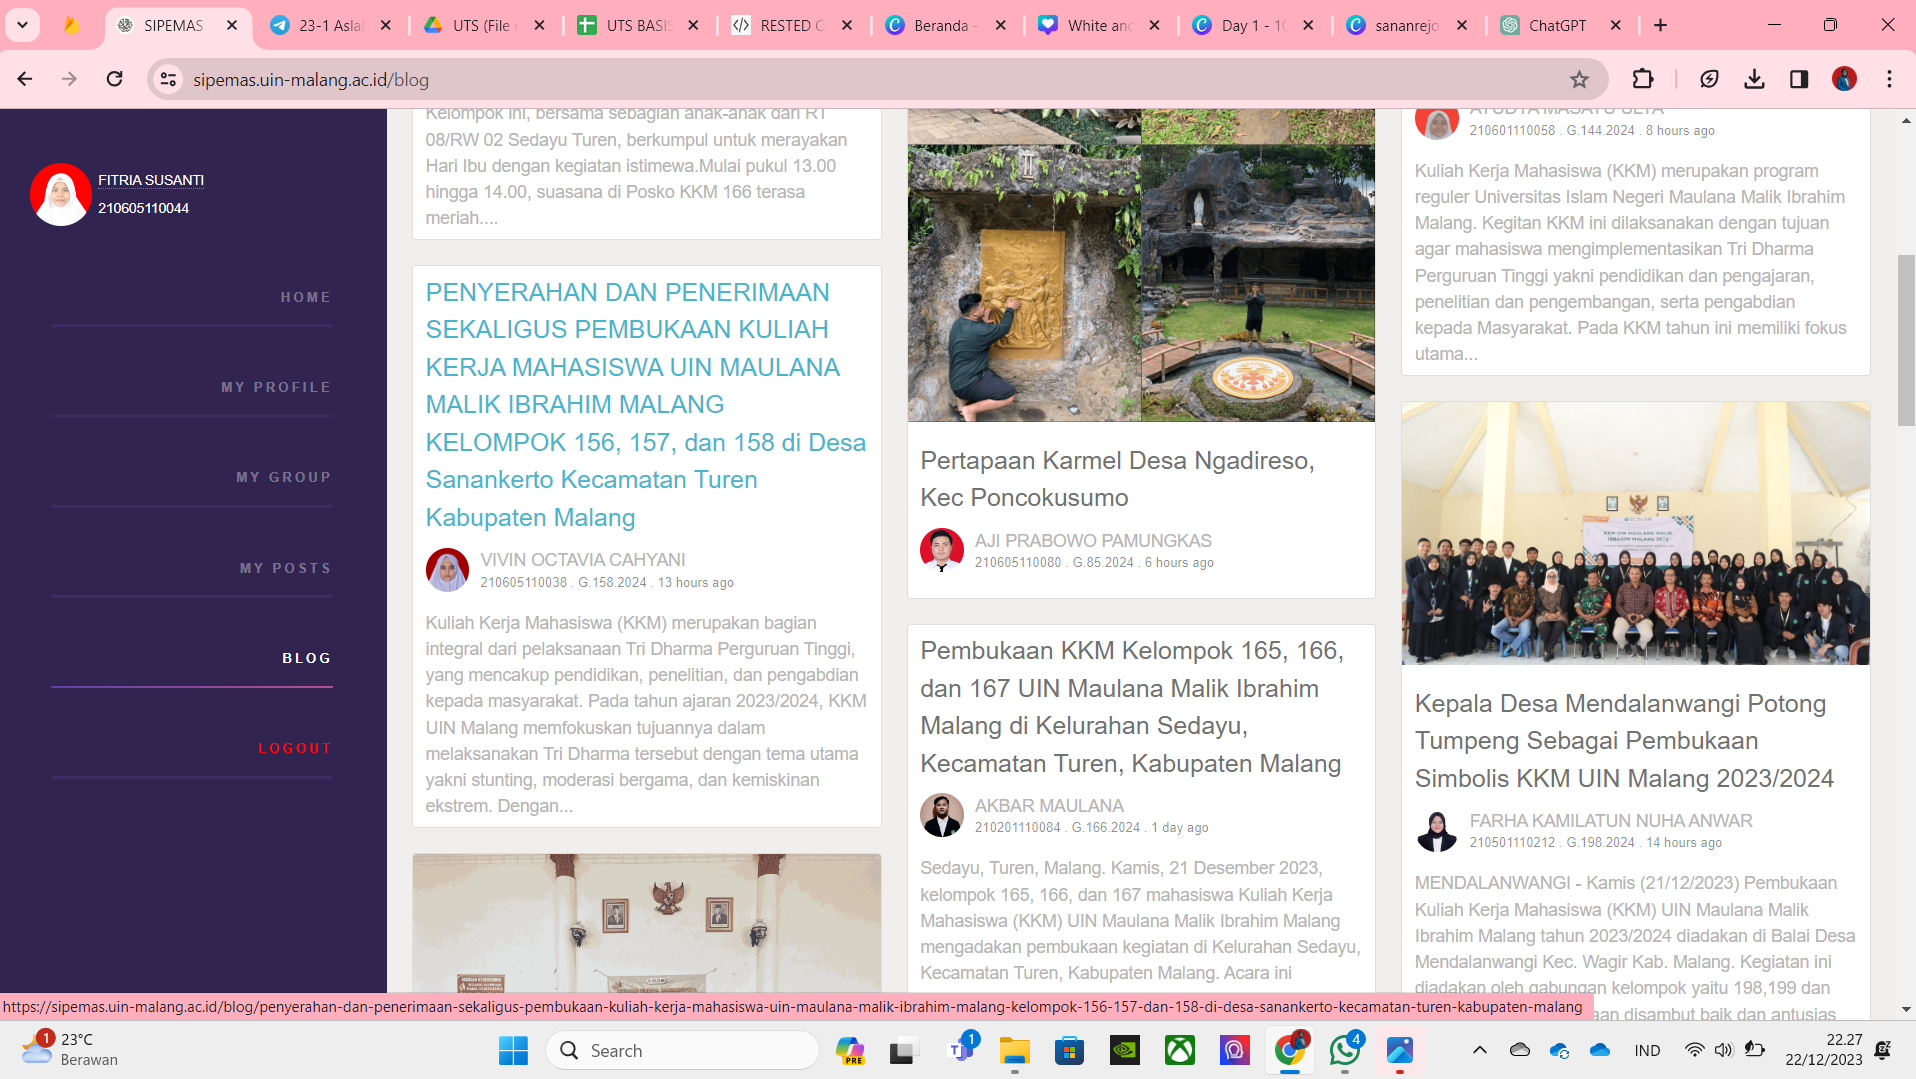 SIPEMAS -
23-1 Asla
UTS (File r
UTS BASIS
RESTED C
Beranda -
White and
Day 1 - 10
sananrejo
ChatGPT
sipemas.uin-malang.ac.id/blog
FITRIA SUSANTI
210605110044
HOME
MY PROFILE
MY GROUP
MY POSTS
BLOG
LOGOUT
Kelompok ini, bersama sebagian anak-anak dari RT
08/RW 02 Sedayu Turen, berkumpul untuk merayakan
Hari Ibu dengan kegiatan istimewa.Mulai pukul 13.00
hingga 14.00, suasana di Posko KKM 166 terasa
meriah....
PENYERAHAN DAN PENERIMAAN
SEKALIGUS PEMBUKAAN KULIAH
KERJA MAHASISWA UIN MAULANA
MALIK IBRAHIM MALANG
KELOMPOK 156, 157, dan 158 di Desa
Sanankerto Kecamatan Turen
Kabupaten Malang
VIVIN OCTAVIA CAHYANI
210605110038 . G.158.2024 . 13 hours ago
Kuliah Kerja Mahasiswa (KKM) merupakan bagian
integral dari pelaksanaan Tri Dharma Perguruan Tinggi,
yang mencakup pendidikan, penelitian, dan pengabdian
kepada masyarakat. Pada tahun ajaran 2023/2024, KKM
UIN Malang memfokuskan tujuannya dalam
melaksanakan Tri Dharma tersebut dengan tema utama
yakni stunting, moderasi bergama, dan kemiskinan
ekstrem. Dengan...
II
Pertapaan Karmel Desa Ngadireso,
Kec Poncokusumo
AJI PRABOWO PAMUNGKAS
210605110080 . G.85.2024 . 6 hours ago
Pembukaan KKM Kelompok 165, 166,
dan 167 UIN Maulana Malik Ibrahim
Malang di Kelurahan Sedayu,
Kecamatan Turen, Kabupaten Malang
AKBAR MAULANA
210201110084 . G.166.2024 . 1 day ago
Sedayu, Turen, Malang. Kamis, 21 Desember 2023,
kelompok 165, 166, dan 167 mahasiswa Kuliah Kerja
Mahasiswa (KKM) UIN Maulana Malik Ibrahim Malang
mengadakan pembukaan kegiatan di Kelurahan Sedayu,
Kecamatan Turen, Kabupaten Malang. Acara ini
AYUDYA MASAYU ULYA
210601110058 . G.144.2024 . 8 hours ago
Kuliah Kerja Mahasiswa (KKM) merupakan program
reguler Universitas Islam Negeri Maulana Malik Ibrahim
Malang. Kegitan KKM ini dilaksanakan dengan tujuan
agar mahasiswa mengimplementasikan Tri Dharma
Perguruan Tinggi yakni pendidikan dan pengajaran,
penelitian dan pengembangan, serta pengabdian
kepada Masyarakat. Pada KKM tahun ini memiliki fokus
utama...
Kepala Desa Mendalanwangi Potong
Tumpeng Sebagai Pembukaan
Simbolis KKM UIN Malang 2023/2024
FARHA KAMILATUN NUHA ANWAR
210501110212 . G.198.2024 . 14 hours ago
MENDALANWANGI - Kamis (21/12/2023) Pembukaan
Kuliah Kerja Mahasiswa (KKM) UIN Maulana Malik
Ibrahim Malang tahun 2023/2024 diadakan di Balai Desa
Mendalanwangi Kec. Wagir Kab. Malang. Kegiatan ini
diadakan oleh gabungan kelompok yaitu 198,199 dan
aan disambut baik dan antusias
https://sipemas.uin-malang.ac.id/blog/penyerahan-dan-penerimaan-sekaligus-pembukaan-kuliah-kerja-mahasiswa-uin-maulana-malik-ibrahim-malang-kelompok-156-157-dan-158-di-desa-sanankerto-kecamatan-turen-kabupaten-malang
1
23°C
Berawan
Search
PRE
1
4
IND
22.27
22/12/2023